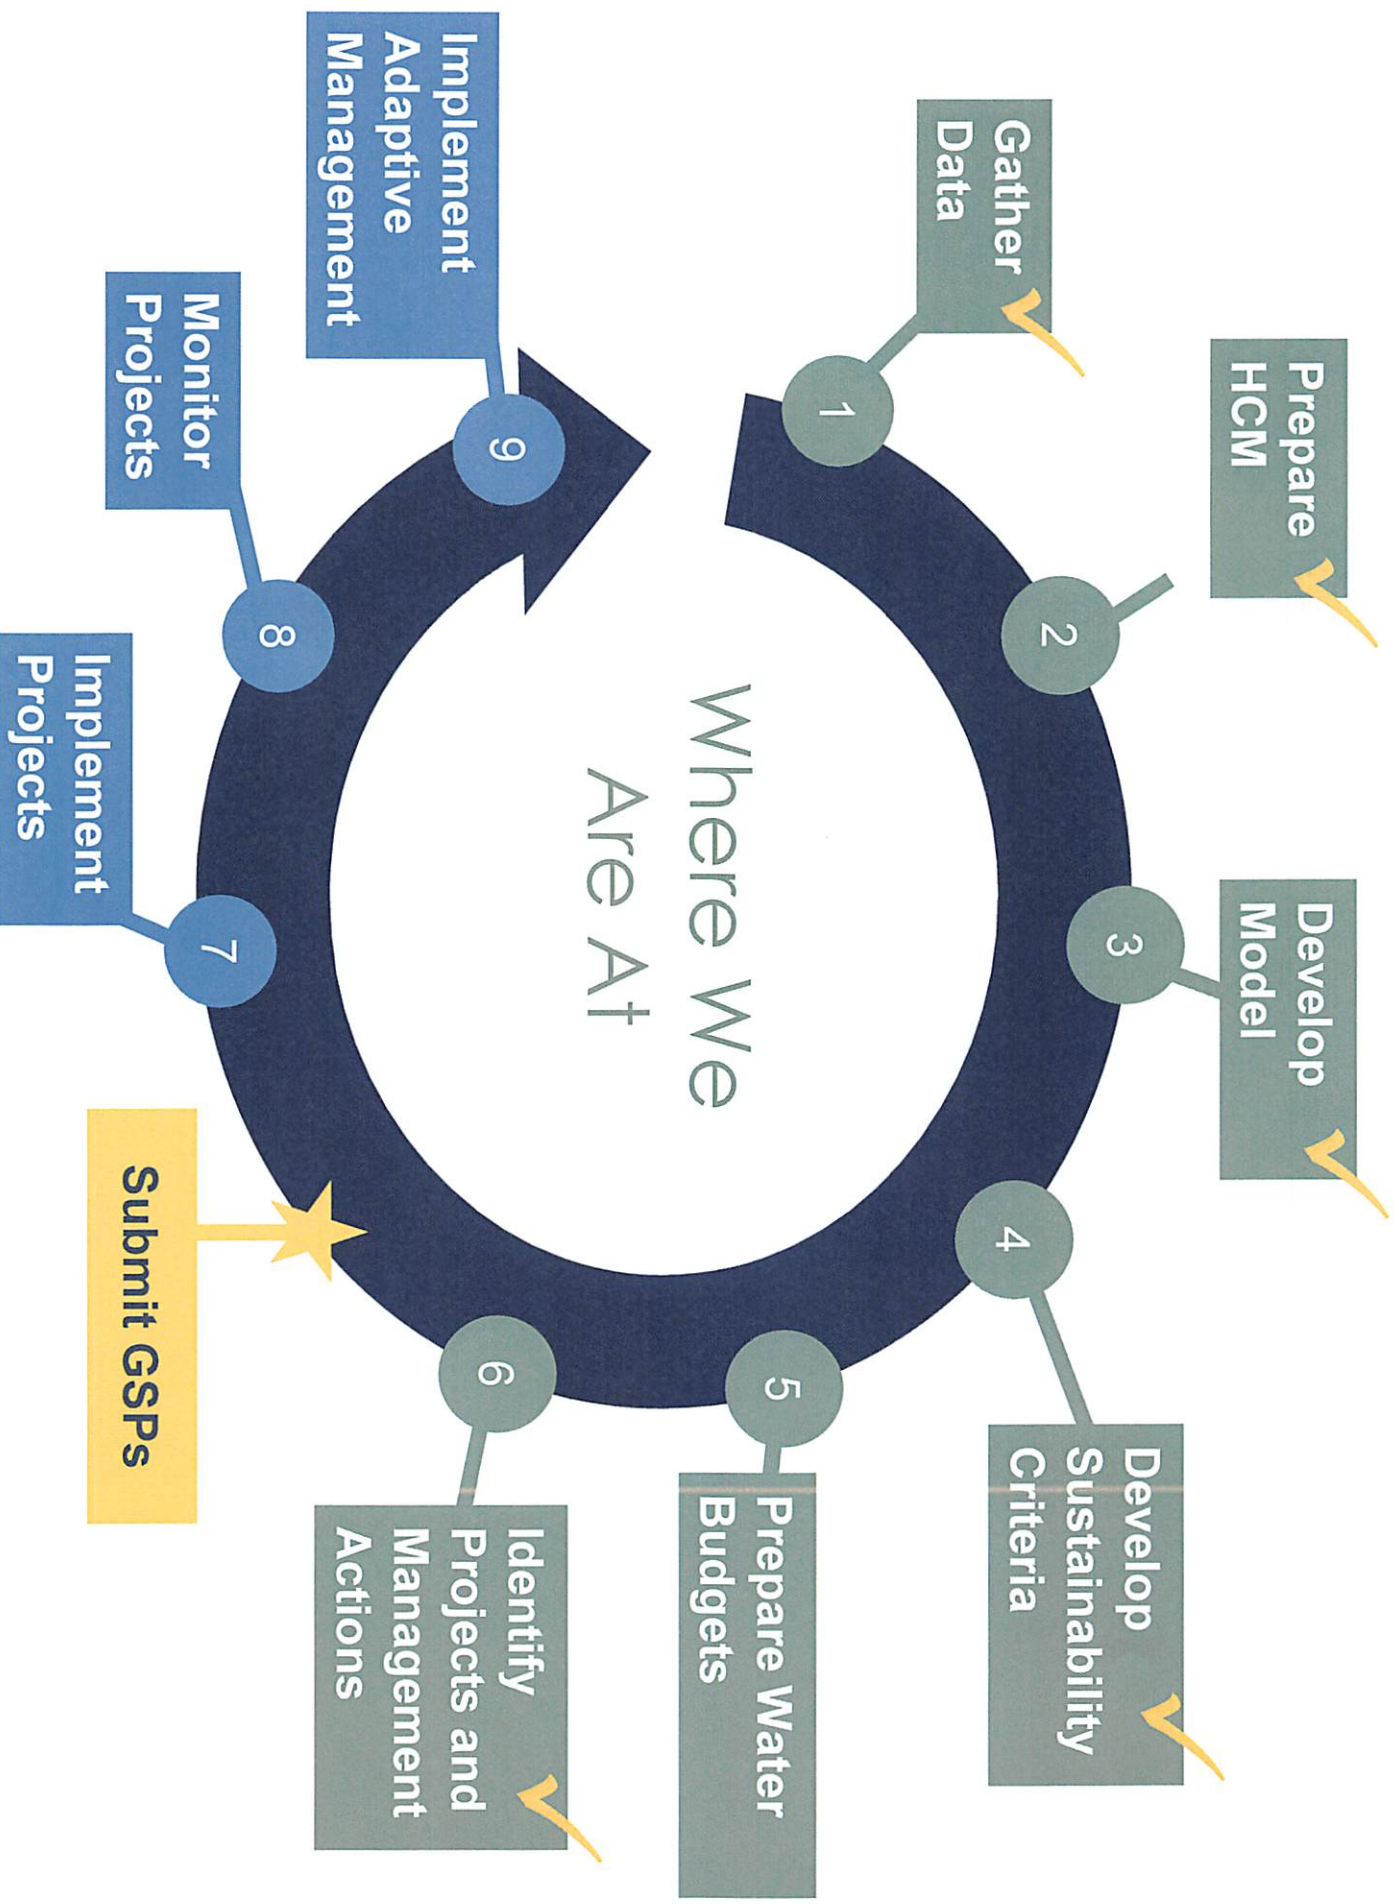 Where We
Are At
1
Gather
Data
2
Prepare
HCM
3
Develop
Model
4
Develop
Sustainability
Criteria
5
Prepare Water
Budgets
6
Identify
Projects and
Management
Actions
Submit GSPs
7
Implement
Projects
8
Monitor
Projects
9
Implement
Adaptive
Management